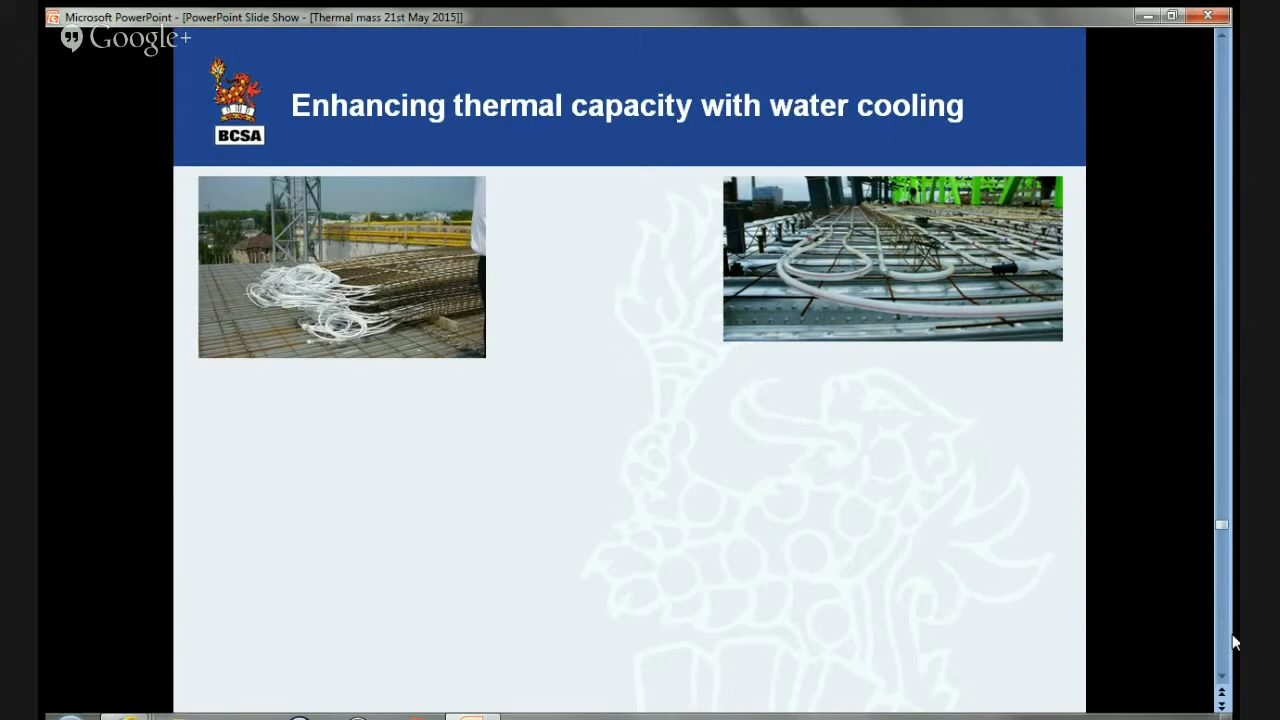 Microsoft PowerPoint - [PowerPoint Slide Show - [Thermal mass 21st May 2015]]
Google+
Enhancing thermal capacity with water cooling
BCSA